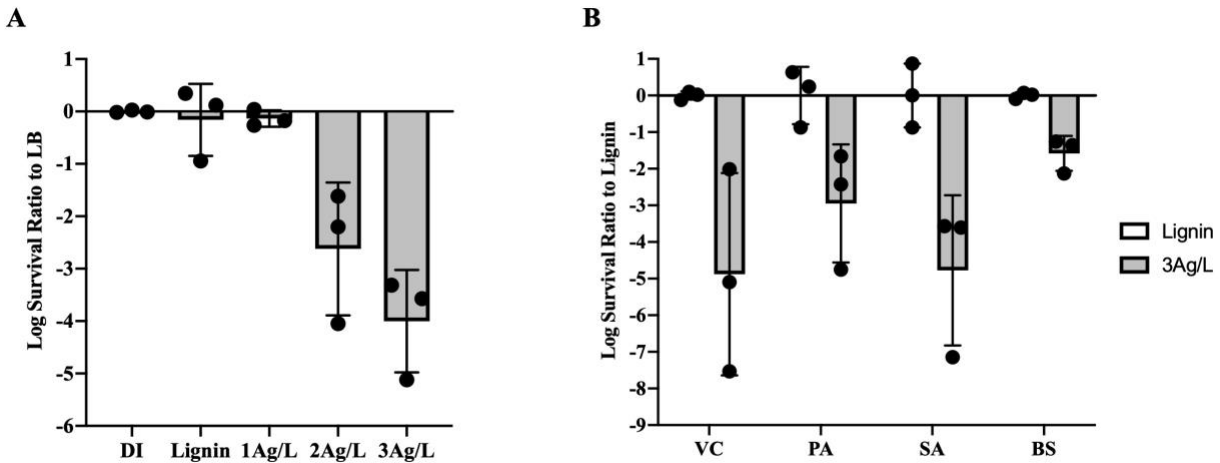 A
Log Survival Ratio to LB
1
0
-1
-2
-3
-4
-5
-6
DI Lignin 1Ag/L 2Ag/L 3Ag/L
B
Log Survival Ratio to Lignin
1
0
-1
-2
-3
-4
-5
-6
-7
-8
-9
VC PA SA BS
Lignin
3Ag/L